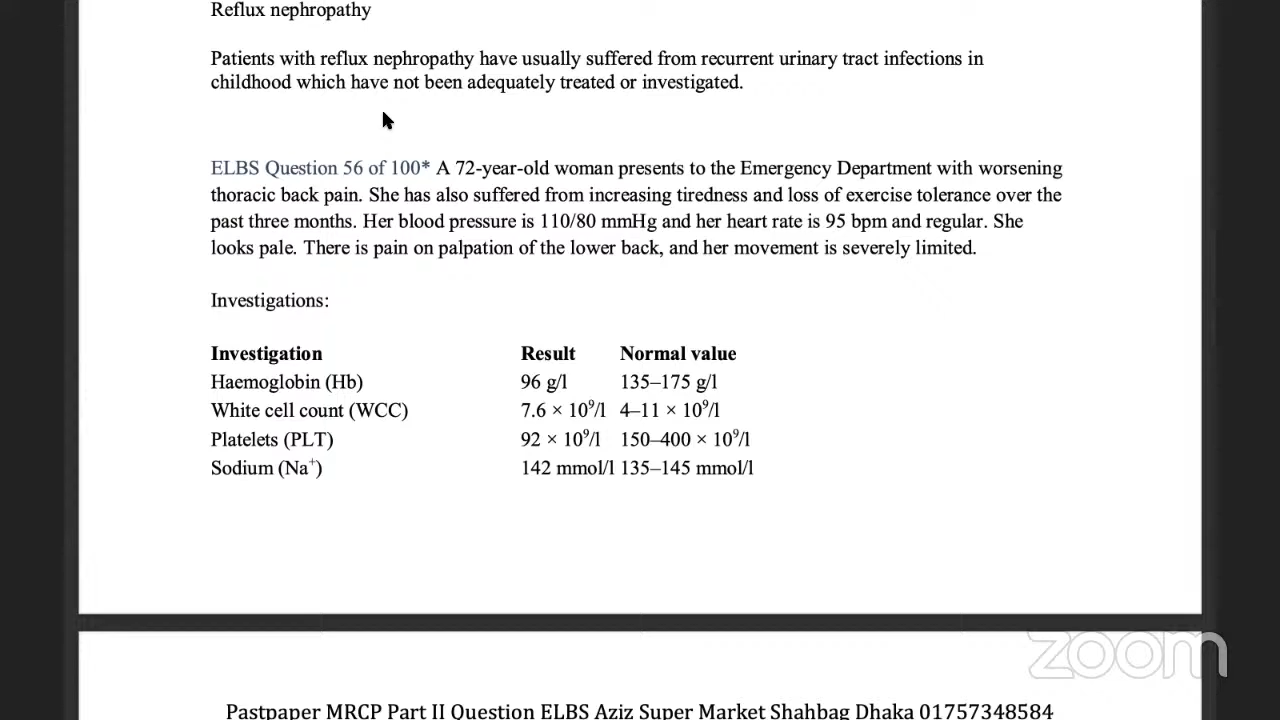 Reflux nephropathy
Patients with reflux nephropathy have usually suffered from recurrent urinary tract infections in
childhood which have not been adequately treated or investigated.
ELBS Question 56 of 100* A 72-year-old woman presents to the Emergency Department with worsening
thoracic back pain. She has also suffered from increasing tiredness and loss of exercise tolerance over the
past three months. Her blood pressure is 110/80 mmHg and her heart rate is 95 bpm and regular. She
looks pale. There is pain on palpation of the lower back, and her movement is severely limited.
Investigations:
Investigation Result Normal value
Haemoglobin (Hb) 96 g/l 135–175 g/l
White cell count (WCC) 7.6 × 10⁹/l 4–11 × 10⁹/l
Platelets (PLT) 92 × 10⁹/l 150–400 × 10⁹/l
Sodium (Na⁺) 142 mmol/l 135–145 mmol/l
zoom
Pastpaper MRCP Part II Question ELBS Aziz Super Market Shahbag Dhaka 01757348584